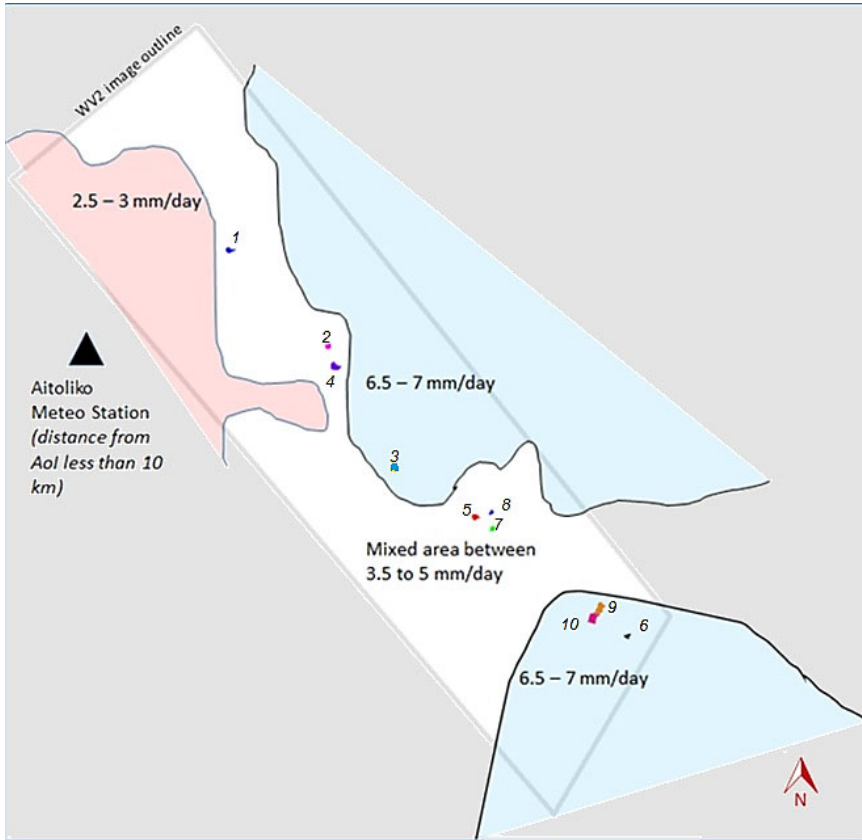 WV2 image outline
2.5 – 3 mm/day
1
2
4
6.5 – 7 mm/day
Aitoliko
Meteo Station
(distance from
AoI less than 10
km)
3
5
8
7
Mixed area between
3.5 to 5 mm/day
9
10
6
6.5 – 7 mm/day
N